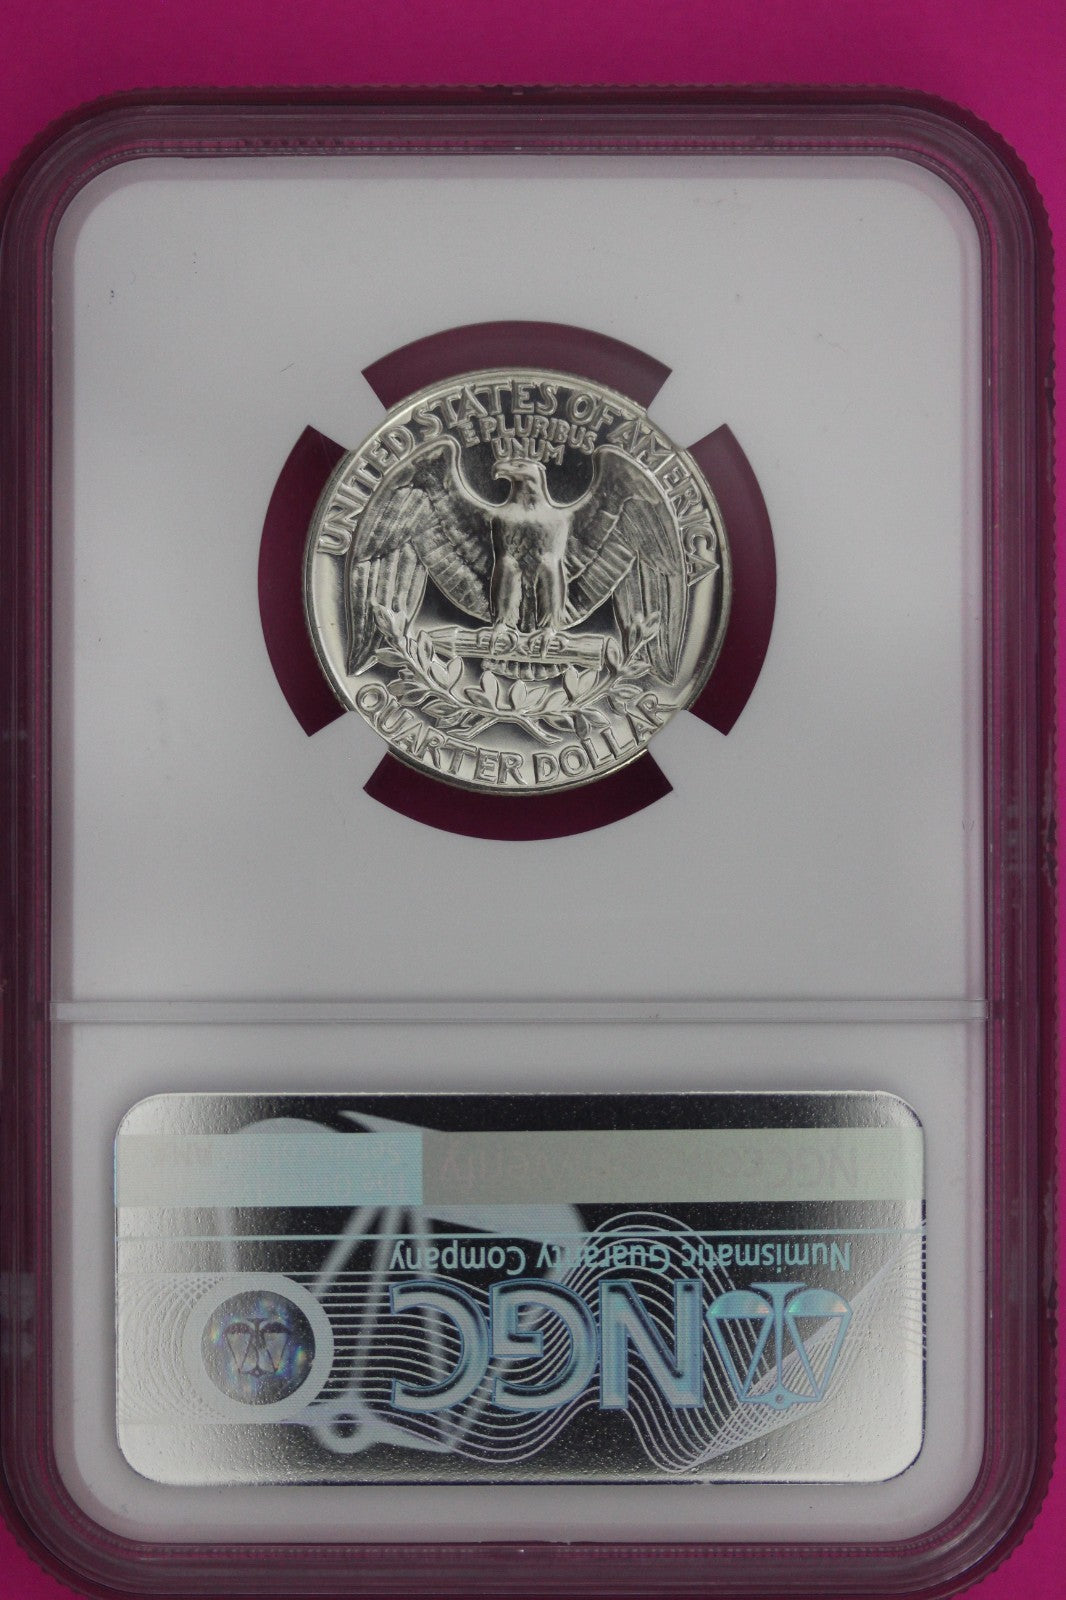 UNITED STATES OF AMERICA
E PLURIBUS
UNUM
QUARTER DOLLAR
NGC
Numismatic Guaranty Company